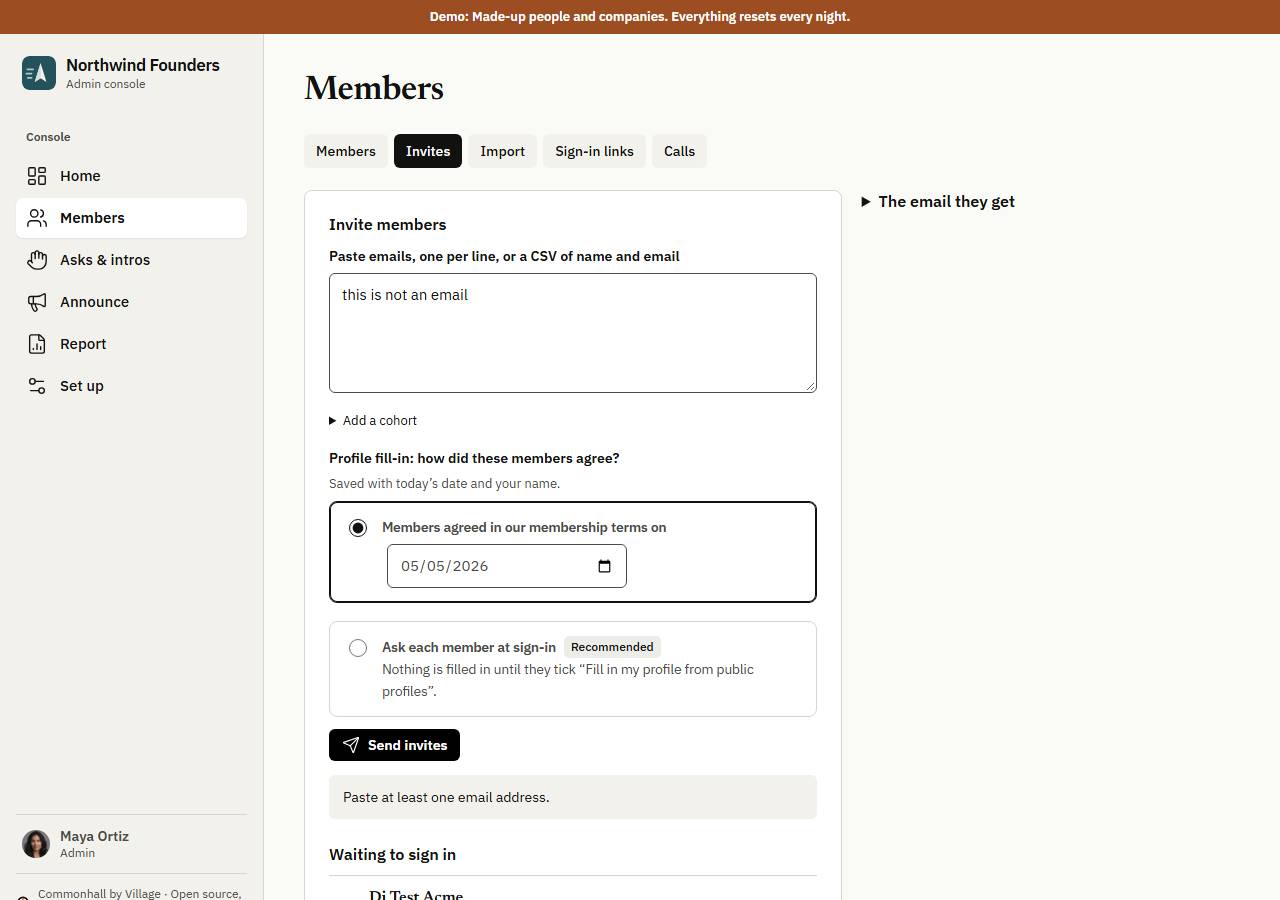 Demo: Made-up people and companies. Everything resets every night.
Northwind Founders
Admin console
Console
Home
Members
Asks & intros
Announce
Report
Set up
Maya Ortiz
Admin
Commonhall by Village · Open source,
Members
Members
Invites
Import
Sign-in links
Calls
Invite members
Paste emails, one per line, or a CSV of name and email
this is not an email
Add a cohort
Profile fill-in: how did these members agree?
Saved with today’s date and your name.
Members agreed in our membership terms on
05/05/2026
Ask each member at sign-in Recommended
Nothing is filled in until they tick “Fill in my profile from public
profiles”.
Send invites
Paste at least one email address.
Waiting to sign in
Di Test Acme
The email they get